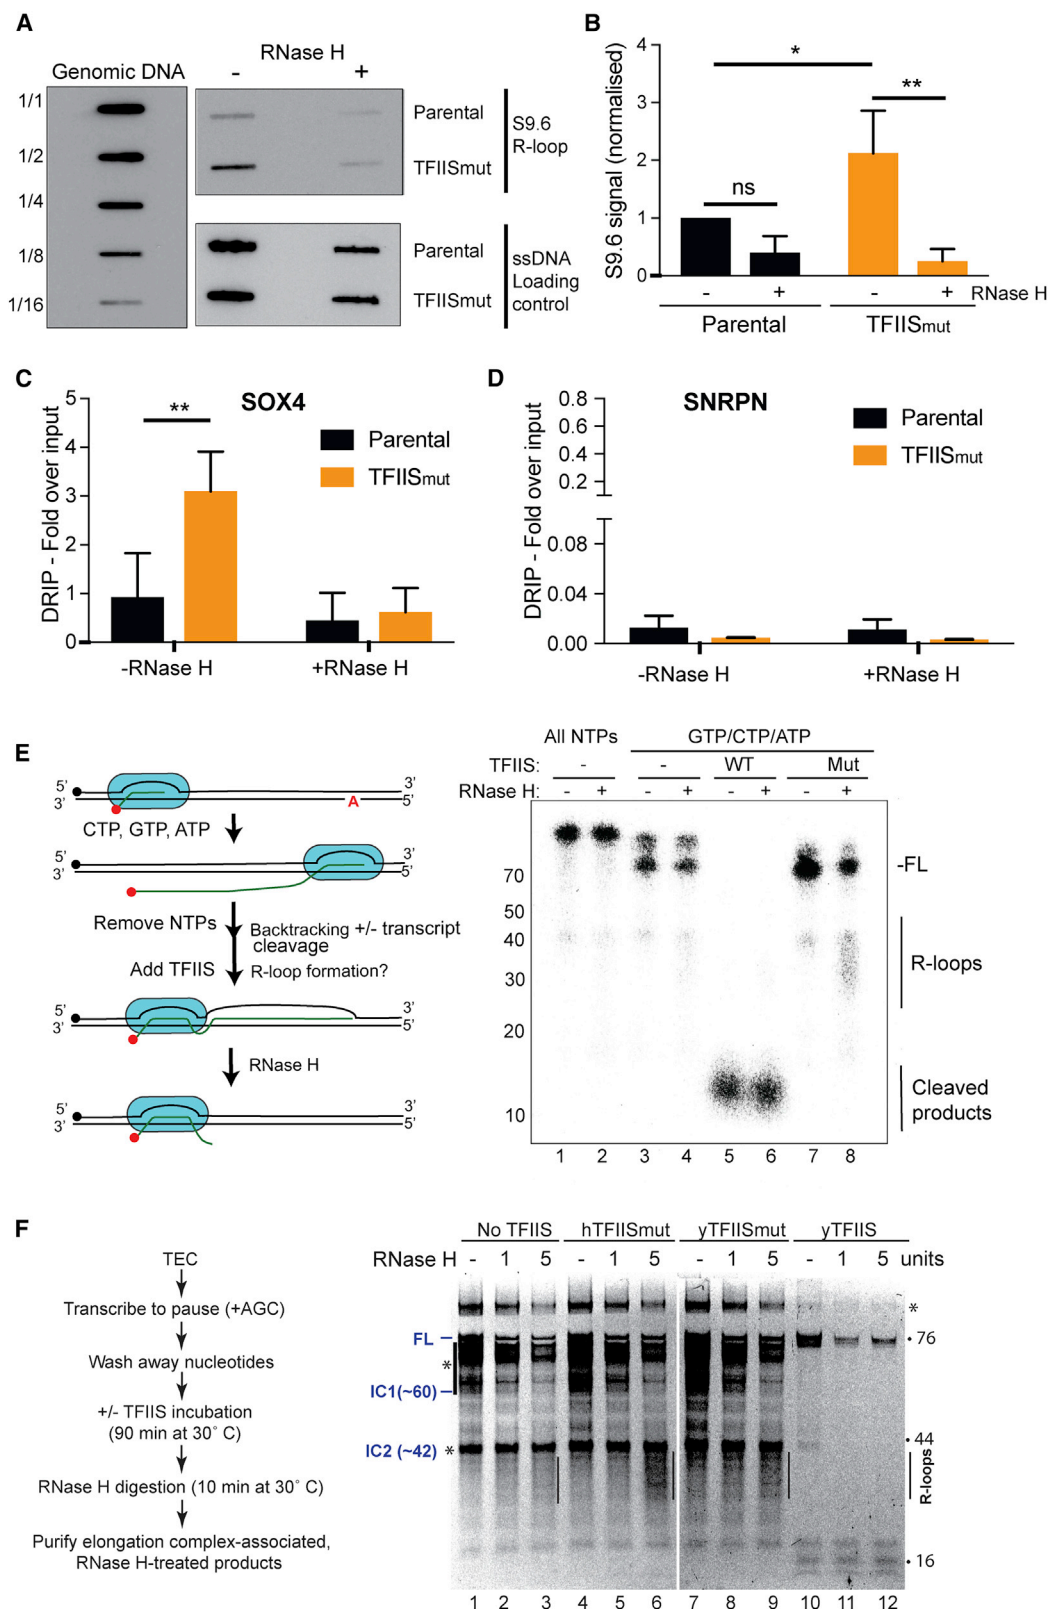 A
RNase H
Genomic DNA
- +
1/1
1/2
1/4
1/8
1/16
Parental
TFIISmut
S9.6
R-loop
Parental
TFIISmut
ssDNA
Loading
control
B
S9.6 signal (normalised)
4
3
2
1
0
*
**
ns
- + - + RNase H
Parental TFIISmut
C
SOX4
DRIP - Fold over input
5
4
3
2
1
0
**
Parental
TFIISmut
-RNase H +RNase H
D
SNRPN
DRIP - Fold over input
0.8
0.6
0.4
0.2
0.08
0.04
0.00
Parental
TFIISmut
-RNase H +RNase H
E
5' 3'
3' 5'
A
CTP, GTP, ATP
5' 3'
3' 5'
Remove NTPs
Backtracking +/- transcript
cleavage
Add TFIIS
R-loop formation?
5' 3'
3' 5'
RNase H
5' 3'
3' 5'
All NTPs GTP/CTP/ATP
TFIIS: - - WT Mut
RNase H: - + - + - + - +
70
50
40
30
20
10
-FL
R-loops
Cleaved
products
1 2 3 4 5 6 7 8
F
TEC
Transcribe to pause (+AGC)
Wash away nucleotides
+/- TFIIS incubation
(90 min at 30° C)
RNase H digestion (10 min at 30° C)
Purify elongation complex-associated,
RNase H-treated products
No TFIIS hTFIISmut yTFIISmut yTFIIS
RNase H - 1 5 - 1 5 - 1 5 - 1 5 units
FL
*
IC1(~60)
IC2 (~42) *
*
76
44
R-loops
16
1 2 3 4 5 6 7 8 9 10 11 12